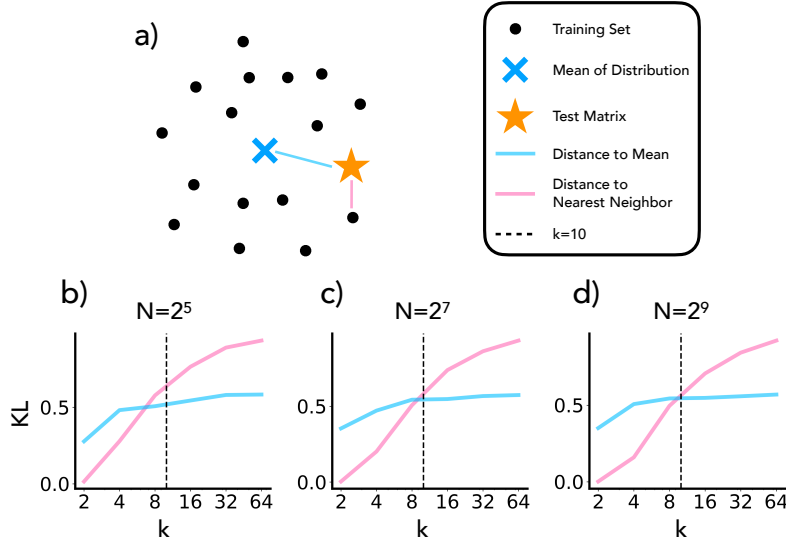 a)
Training Set
Mean of Distribution
Test Matrix
Distance to Mean
Distance to
Nearest Neighbor
k=10
b)
N=2⁵
c)
N=2⁷
d)
N=2⁹
KL
0.5
0.0
2 4 8 16 32 64
k
0.5
0.0
2 4 8 16 32 64
k
0.5
0.0
2 4 8 16 32 64
k